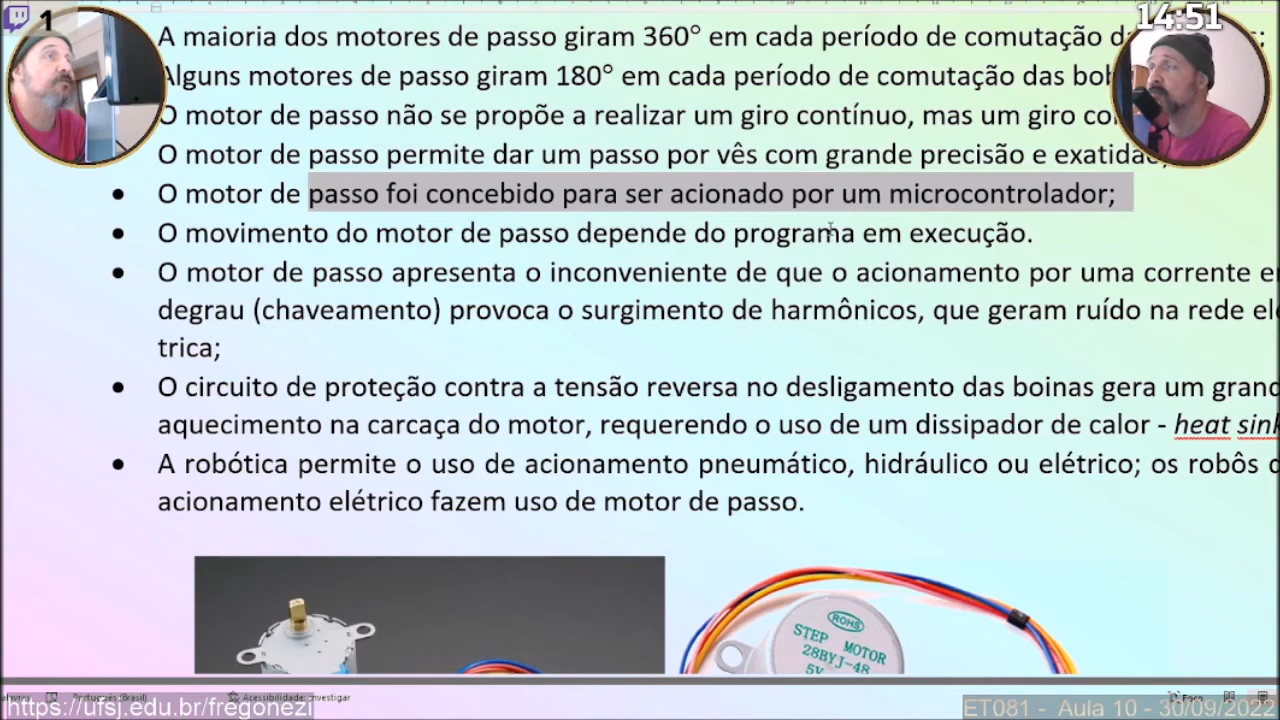 1
14:51
A maioria dos motores de passo giram 360° em cada período de comutação
Alguns motores de passo giram 180° em cada período de comutação das
O motor de passo não se propõe a realizar um giro contínuo, mas um giro
O motor de passo permite dar um passo por vês com grande precisão e
• O motor de passo foi concebido para ser acionado por um microcontrolador;
• O movimento do motor de passo depende do programa em execução.
• O motor de passo apresenta o inconveniente de que o acionamento por uma corrente
degrau (chaveamento) provoca o surgimento de harmônicos, que geram ruído na rede
trica;
• O circuito de proteção contra a tensão reversa no desligamento das boinas gera um
aquecimento na carcaça do motor, requerendo o uso de um dissipador de calor - heat
• A robótica permite o uso de acionamento pneumático, hidráulico ou elétrico; os robôs
acionamento elétrico fazem uso de motor de passo.
ROHS
STEP MOTOR
28BYJ-48
5V
Português (Brasil) Acessibilidade: investigar
https://ufsj.edu.br/fregonezi
ET081 - Aula 10 - 30/09/2022